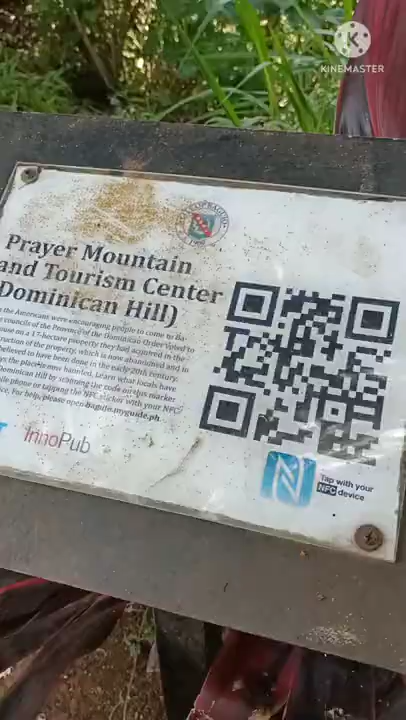 KINEMASTER
Prayer Mountain
and Tourism Center
Dominican Hill)
the Americans were encouraging people to come to Ba-
councils of the Province of the Dominican Order voted to
on a 17-hectare property they had acquired in the
ruction of the property, which is now abandoned and is
believed to have been done in the early 20th century.
the place is now haunted. Learn what locals have
Dominican Hill by scanning the code on this marker
phone or tapping the NFC sticker with your NFC
ice. For help, please open baguio.myguide.ph
InnoPub
Tap with your
NFC
device